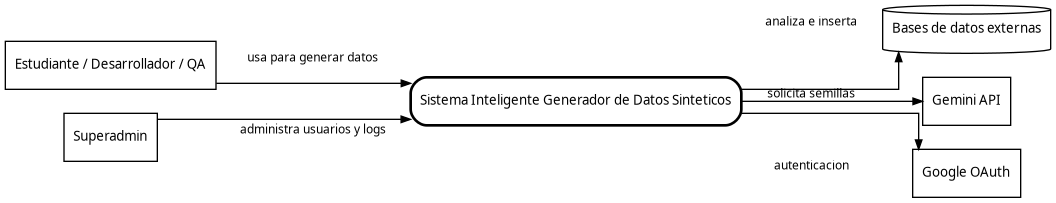 analiza e inserta
Bases de datos externas
Estudiante / Desarrollador / QA
usa para generar datos
Sistema Inteligente Generador de Datos Sinteticos
solicita semillas
Gemini API
Superadmin
administra usuarios y logs
autenticacion
Google OAuth